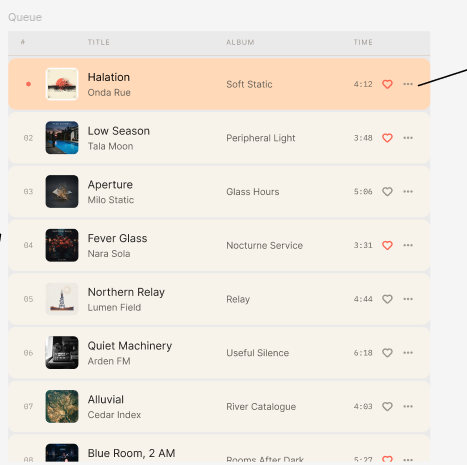 Queue
# TITLE ALBUM TIME
Halation
Onda Rue
Soft Static 4:12
02
Low Season
Tala Moon
Peripheral Light 3:48
03
Aperture
Milo Static
Glass Hours 5:06
04
Fever Glass
Nara Sola
Nocturne Service 3:31
05
Northern Relay
Lumen Field
Relay 4:44
06
Quiet Machinery
Arden FM
Useful Silence 6:18
07
Alluvial
Cedar Index
River Catalogue 4:03
08
Blue Room, 2 AM
Rooms After Dark 5:27